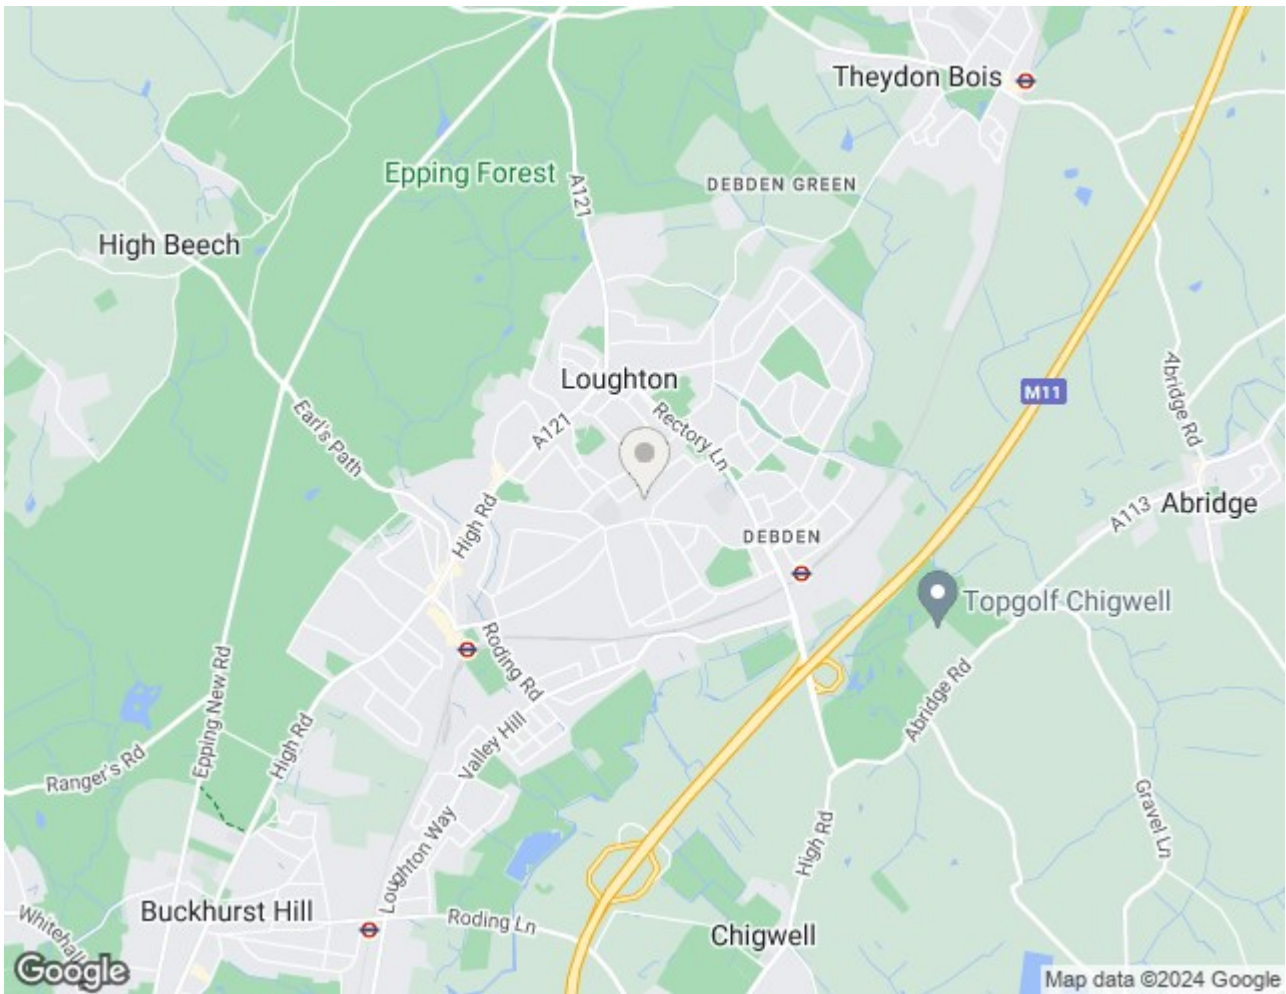 Theydon Bois
Epping Forest
A121
DEBDEN GREEN
High Beech
Loughton
M11
Abridge Rd
Earl's Path
A121
Rectory Ln
High Rd
A113
Abridge
DEBDEN
Topgolf Chigwell
Roding Rd
Epping New Rd
Abridge Rd
High Rd
Valley Hill
Ranger's Rd
Gravel Ln
High Rd
Loughton Way
Buckhurst Hill
Whitehall
Roding Ln
Chigwell
Google
Map data ©2024 Google